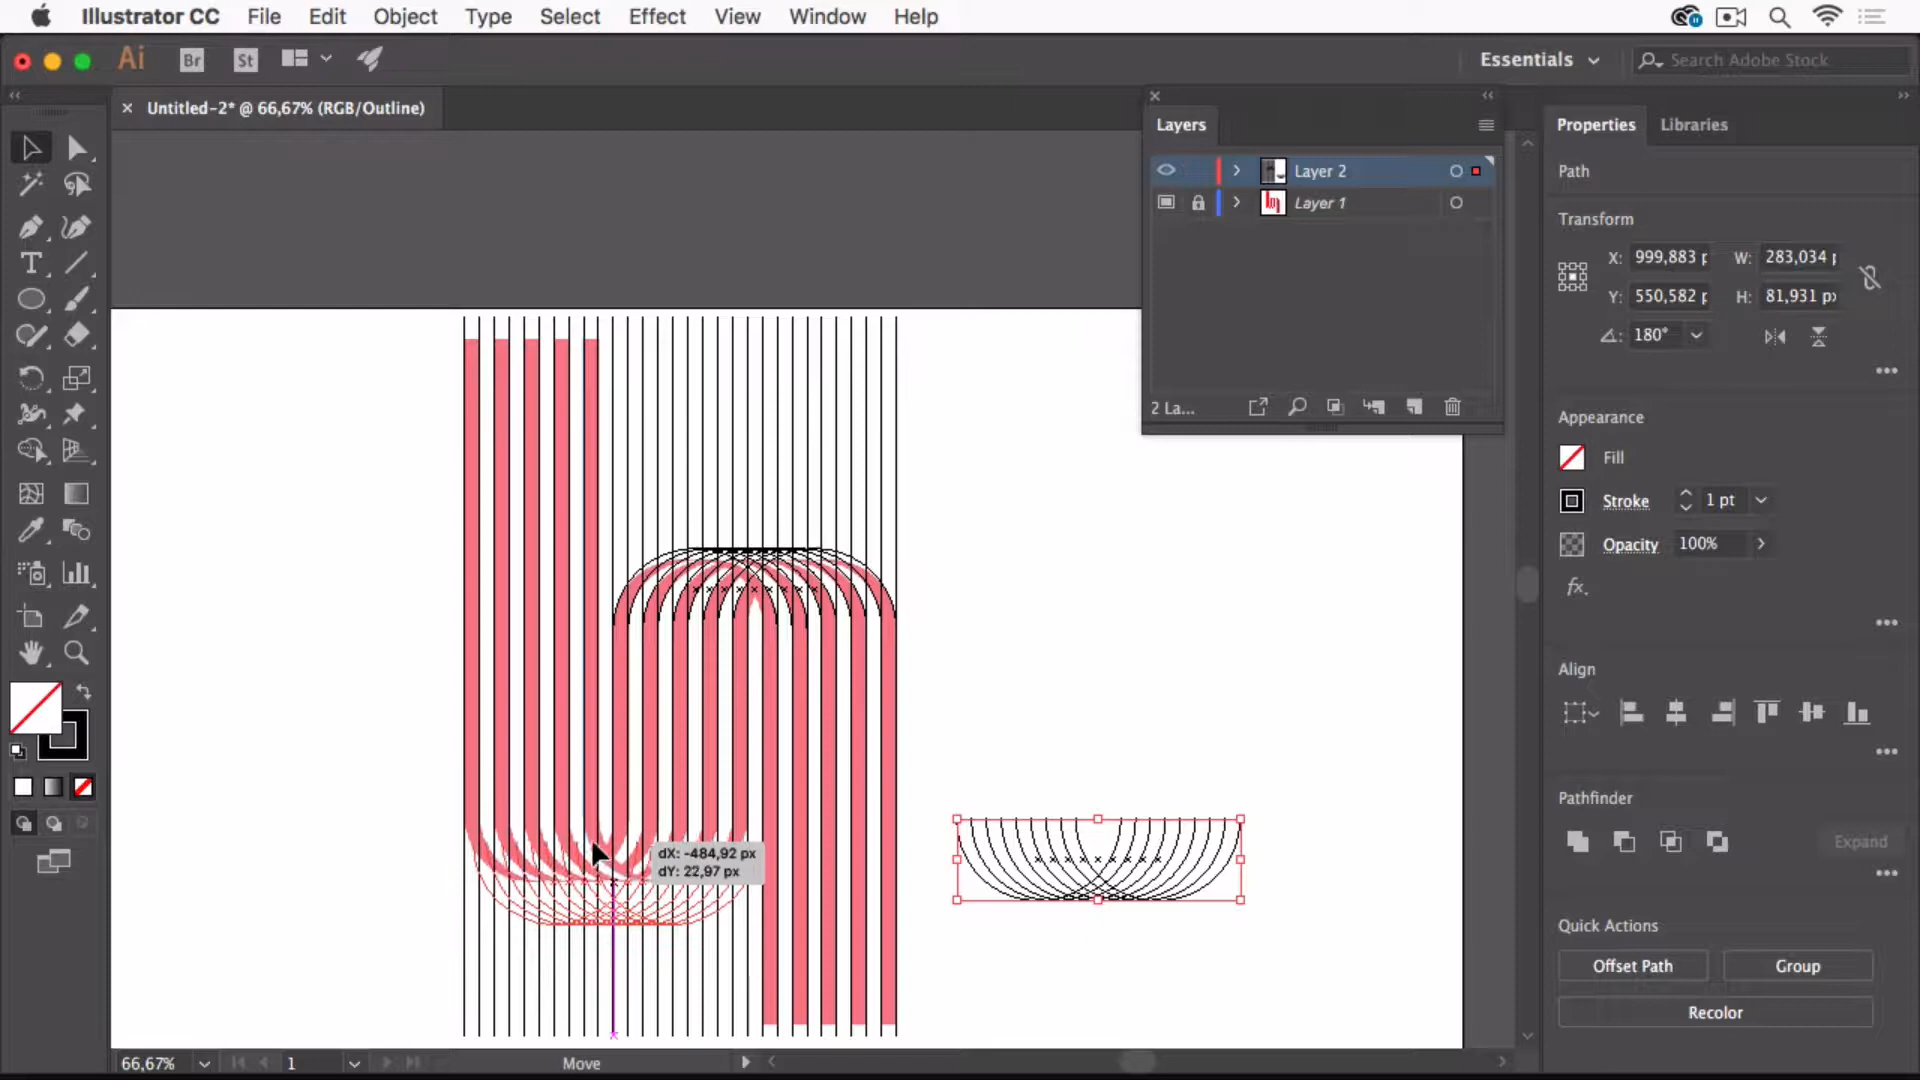 Illustrator CC File Edit Object Type Select Effect View Window Help
Ai Br St Essentials Search Adobe Stock
× Untitled-2* @ 66,67% (RGB/Outline)
Layers
Layer 2
Layer 1
2 La...
Properties Libraries
Path
Transform
X: 999,883 p W: 283,034 p
Y: 550,582 p H: 81,931 px
180°
Appearance
Fill
Stroke 1 pt
Opacity 100%
fx.
Align
Pathfinder
Expand
Quick Actions
Offset Path Group
Recolor
dX: -484,92 px
dY: 22,97 px
66,67% 1 Move